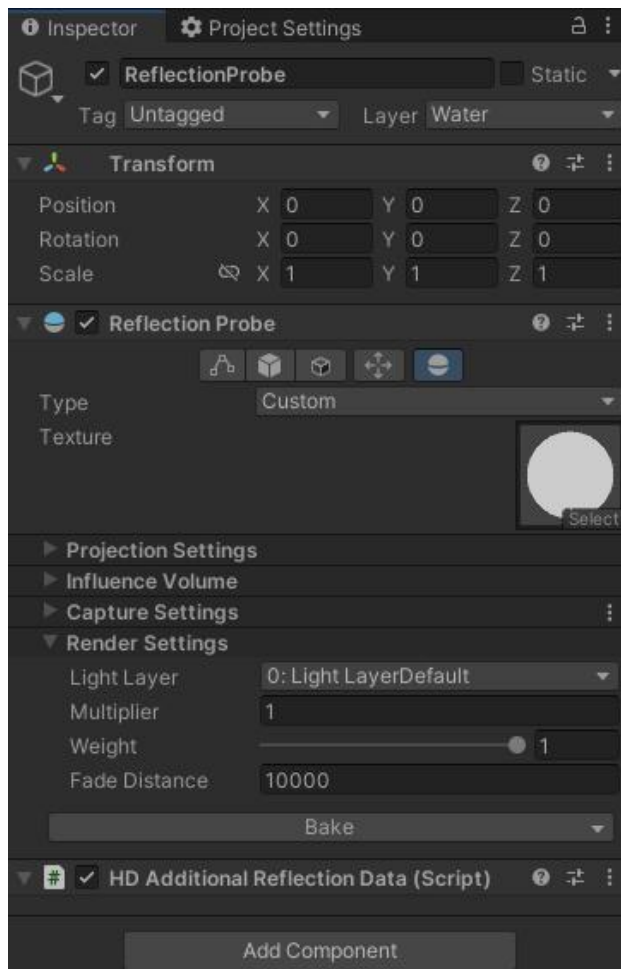 Inspector Project Settings
ReflectionProbe Static
Tag Untagged Layer Water
Transform
Position X 0 Y 0 Z 0
Rotation X 0 Y 0 Z 0
Scale X 1 Y 1 Z 1
Reflection Probe
Type Custom
Texture
Select
Projection Settings
Influence Volume
Capture Settings
Render Settings
Light Layer 0: Light LayerDefault
Multiplier 1
Weight 1
Fade Distance 10000
Bake
# HD Additional Reflection Data (Script)
Add Component